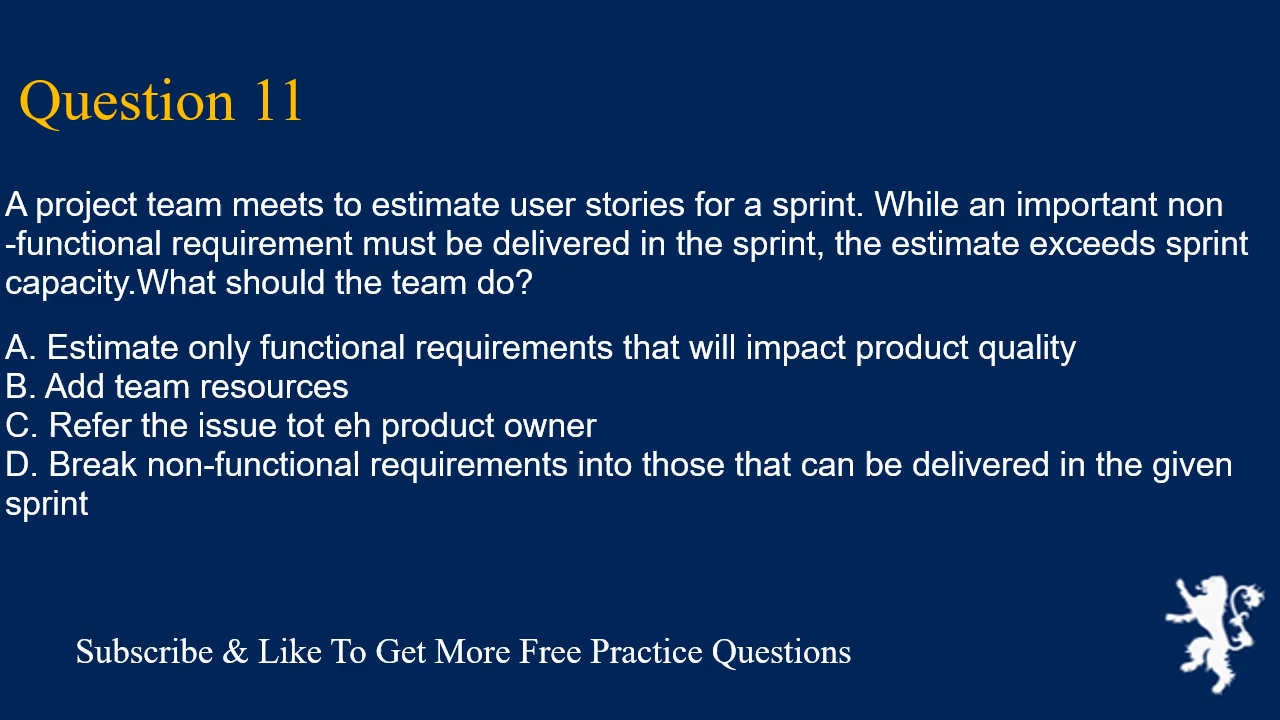 Question 11
A project team meets to estimate user stories for a sprint. While an important non
-functional requirement must be delivered in the sprint, the estimate exceeds sprint
capacity.What should the team do?
A. Estimate only functional requirements that will impact product quality
B. Add team resources
C. Refer the issue tot eh product owner
D. Break non-functional requirements into those that can be delivered in the given
sprint
Subscribe & Like To Get More Free Practice Questions